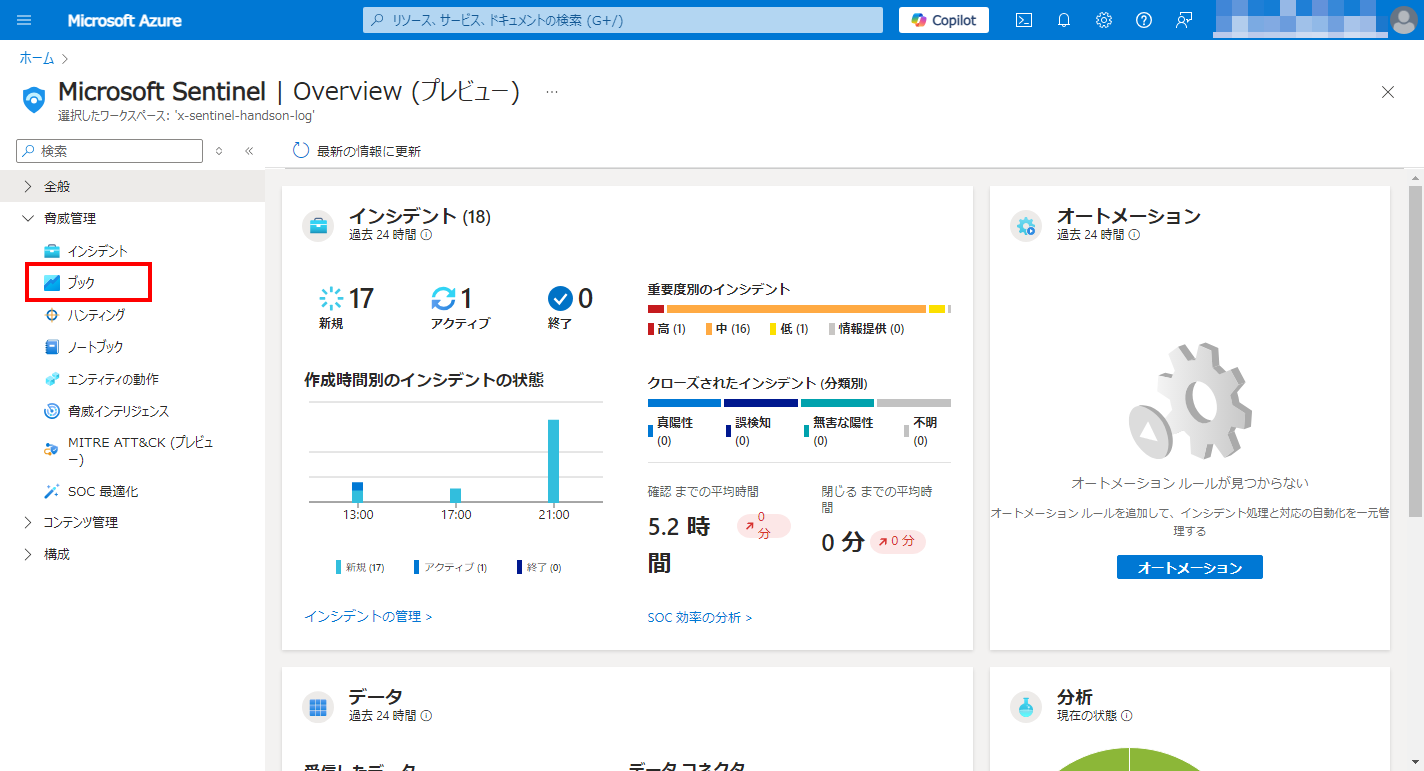 Microsoft Azure
リソース、サービス、ドキュメントの検索 (G+/)
Copilot
ホーム
Microsoft Sentinel | Overview (プレビュー)
選択したワークスペース: 'x-sentinel-handson-log'
検索
最新の情報に更新
全般
脅威管理
インシデント
ブック
ハンティング
ノートブック
エンティティの動作
脅威インテリジェンス
MITRE ATT&CK (プレビュ
ー)
SOC 最適化
コンテンツ管理
構成
インシデント (18)
過去 24 時間
17
新規
1
アクティブ
0
終了
作成時間別のインシデントの状態
13:00
17:00
21:00
新規 (17)
アクティブ (1)
終了 (0)
インシデントの管理 >
重要度別のインシデント
高 (1)
中 (16)
低 (1)
情報提供 (0)
クローズされたインシデント (分類別)
真陽性
(0)
誤検知
(0)
無害な陽性
(0)
不明
(0)
確認 までの平均時間
5.2 時
間
0
分
閉じる までの平均時
間
0 分
0 分
SOC 効率の分析 >
オートメーション
過去 24 時間
オートメーション ルールが見つからない
オートメーション ルールを追加して、インシデント処理と対応の自動化を一元管
理する
オートメーション
データ
過去 24 時間
受信したデータ
データ コネクタ
分析
現在の状態